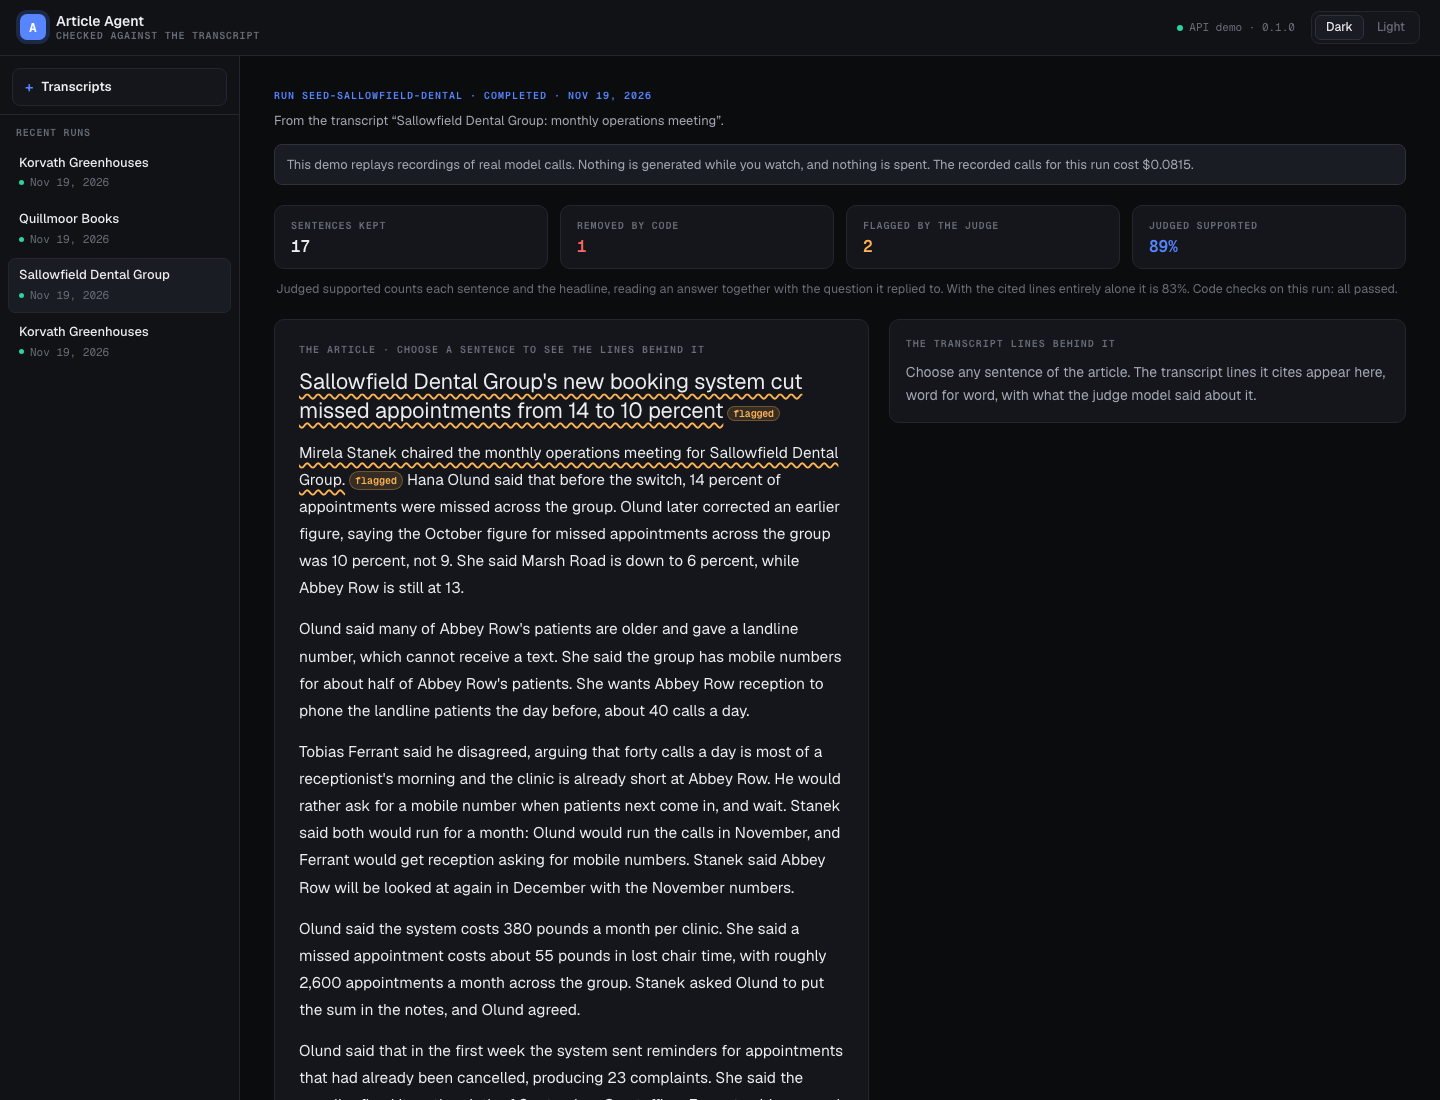 A
Article Agent
CHECKED AGAINST THE TRANSCRIPT
API demo · 0.1.0
Dark
Light
+ Transcripts
RECENT RUNS
Korvath Greenhouses
Nov 19, 2026
Quillmoor Books
Nov 19, 2026
Sallowfield Dental Group
Nov 19, 2026
Korvath Greenhouses
Nov 19, 2026
RUN SEED-SALLOWFIELD-DENTAL · COMPLETED · NOV 19, 2026
From the transcript “Sallowfield Dental Group: monthly operations meeting”.
This demo replays recordings of real model calls. Nothing is generated while you watch, and nothing is spent. The recorded calls for this run cost $0.0815.
SENTENCES KEPT
17
REMOVED BY CODE
1
FLAGGED BY THE JUDGE
2
JUDGED SUPPORTED
89%
Judged supported counts each sentence and the headline, reading an answer together with the question it replied to. With the cited lines entirely alone it is 83%. Code checks on this run: all passed.
THE ARTICLE · CHOOSE A SENTENCE TO SEE THE LINES BEHIND IT
Sallowfield Dental Group's new booking system cut
missed appointments from 14 to 10 percent flagged
Mirela Stanek chaired the monthly operations meeting for Sallowfield Dental
Group. flagged Hana Olund said that before the switch, 14 percent of
appointments were missed across the group. Olund later corrected an earlier
figure, saying the October figure for missed appointments across the group
was 10 percent, not 9. She said Marsh Road is down to 6 percent, while
Abbey Row is still at 13.
Olund said many of Abbey Row's patients are older and gave a landline
number, which cannot receive a text. She said the group has mobile numbers
for about half of Abbey Row's patients. She wants Abbey Row reception to
phone the landline patients the day before, about 40 calls a day.
Tobias Ferrant said he disagreed, arguing that forty calls a day is most of a
receptionist's morning and the clinic is already short at Abbey Row. He would
rather ask for a mobile number when patients next come in, and wait. Stanek
said both would run for a month: Olund would run the calls in November, and
Ferrant would get reception asking for mobile numbers. Stanek said Abbey
Row will be looked at again in December with the November numbers.
Olund said the system costs 380 pounds a month per clinic. She said a
missed appointment costs about 55 pounds in lost chair time, with roughly
2,600 appointments a month across the group. Stanek asked Olund to put
the sum in the notes, and Olund agreed.
Olund said that in the first week the system sent reminders for appointments
that had already been cancelled, producing 23 complaints. She said the
THE TRANSCRIPT LINES BEHIND IT
Choose any sentence of the article. The transcript lines it cites appear here,
word for word, with what the judge model said about it.